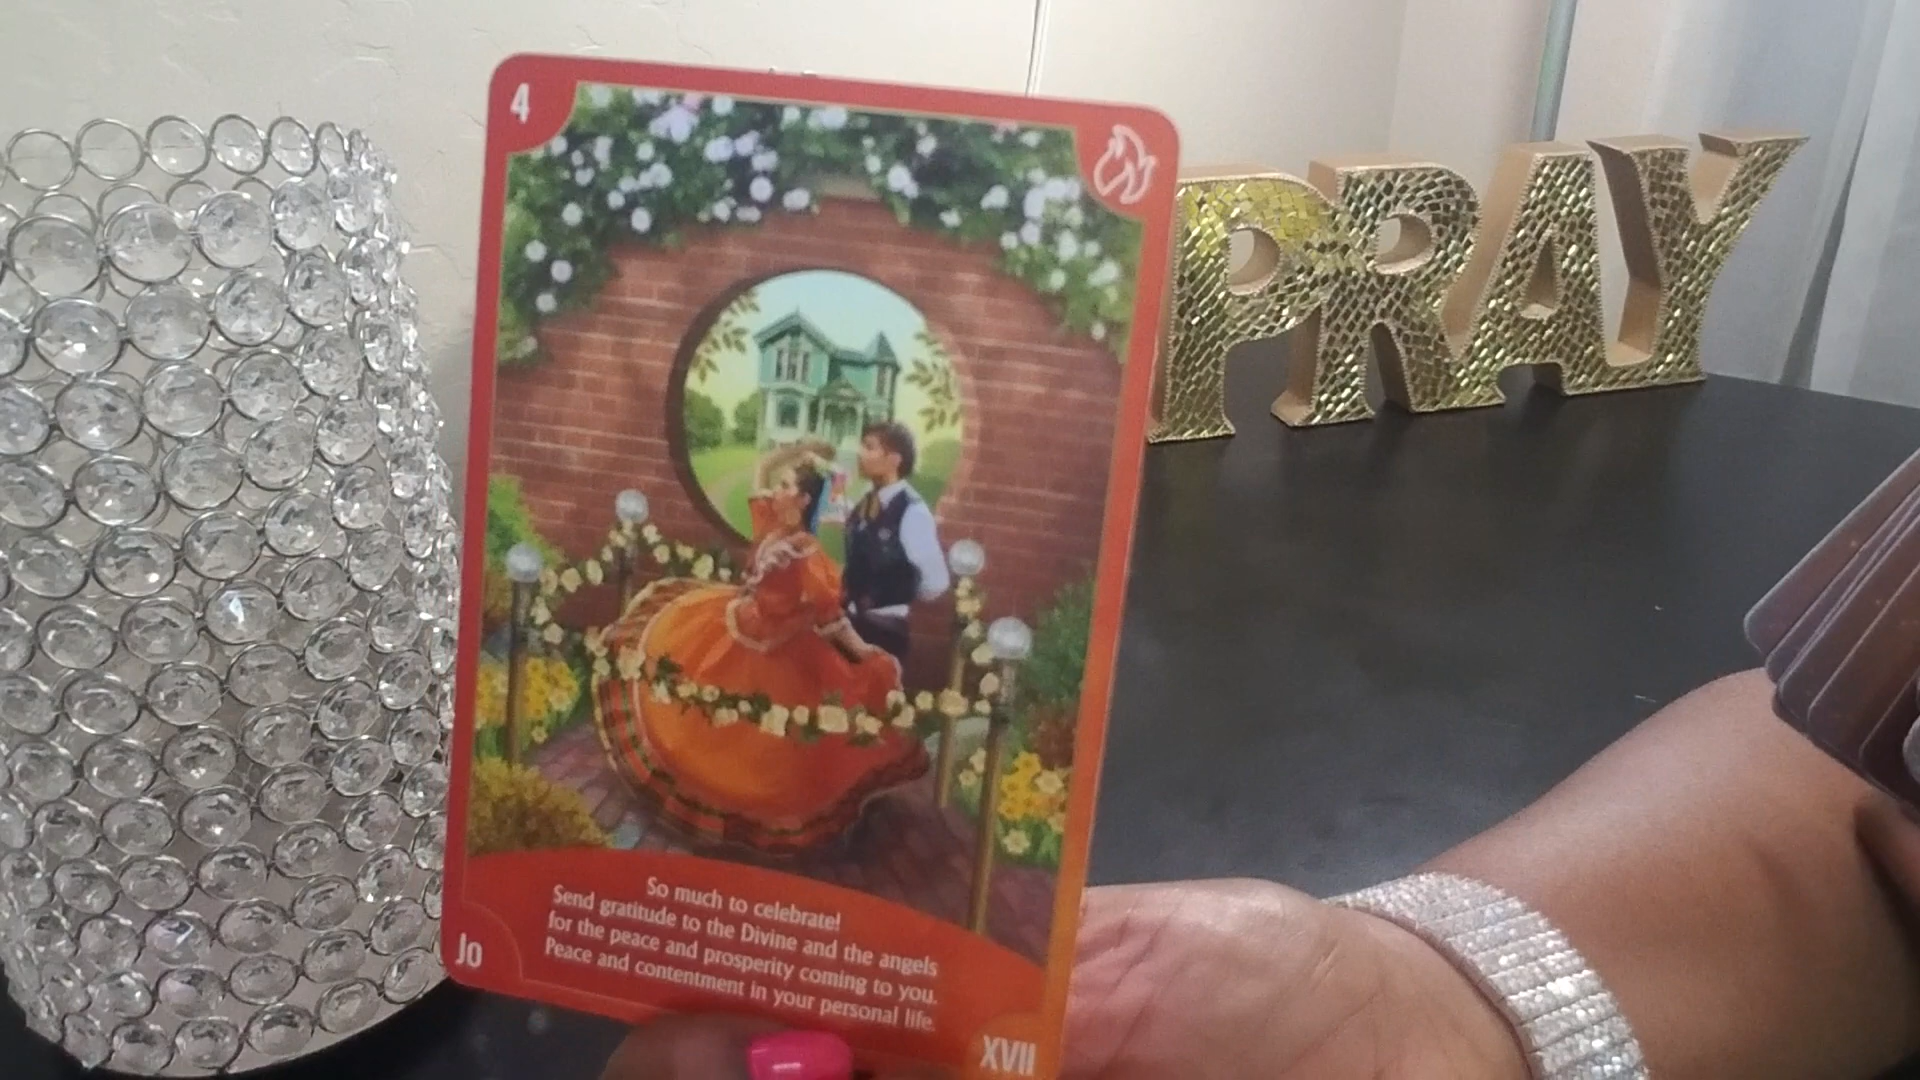 4
PRAY
So much to celebrate!
Send gratitude to the Divine and the angels
for the peace and prosperity coming to you.
Peace and contentment in your personal life.
Jo
XVII